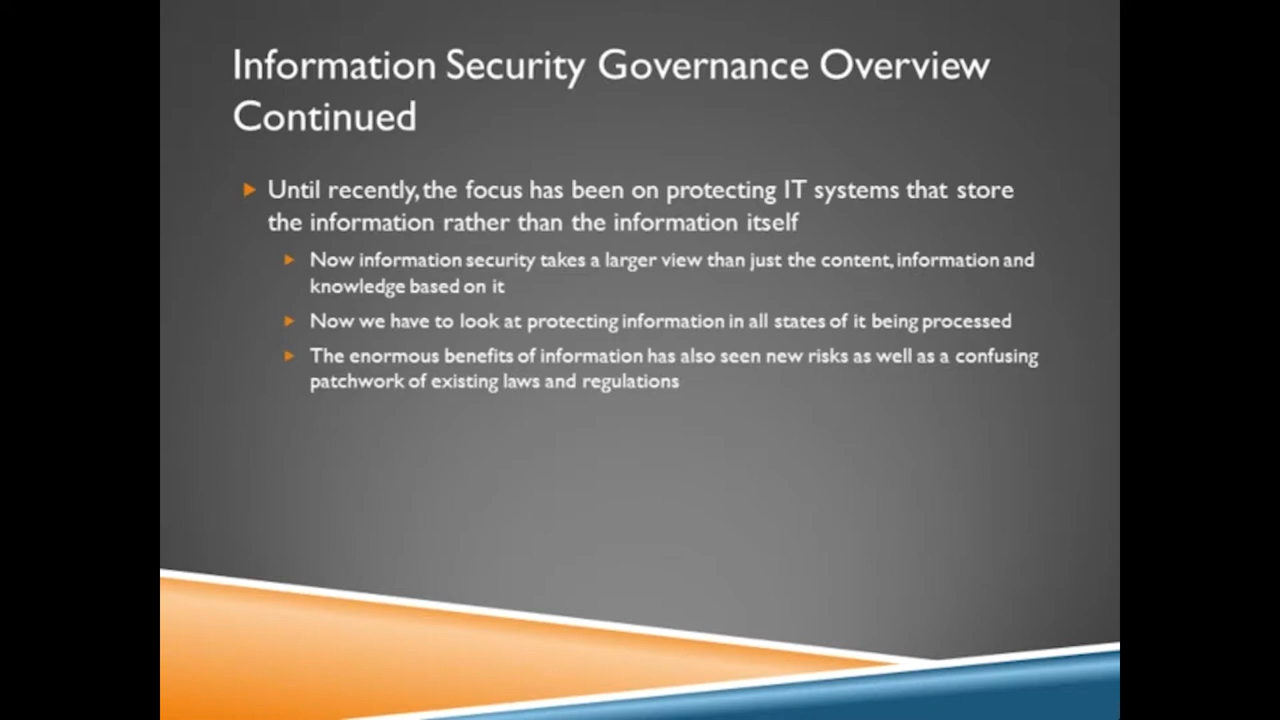 Information Security Governance Overview
Continued
Until recently, the focus has been on protecting IT systems that store
the information rather than the information itself
Now information security takes a larger view than just the content, information and
knowledge based on it
Now we have to look at protecting information in all states of it being processed
The enormous benefits of information has also seen new risks as well as a confusing
patchwork of existing laws and regulations